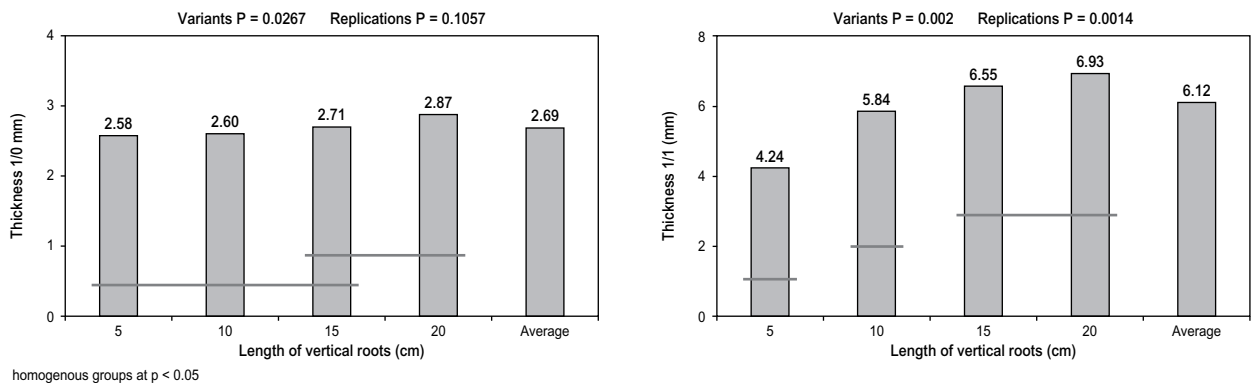 Variants P = 0.0267 Replications P = 0.1057
Thickness 1/0 mm)
4
3
2
1
0
2.58
2.60
2.71
2.87
2.69
5 10 15 20 Average
Length of vertical roots (cm)
Variants P = 0.002 Replications P = 0.0014
Thickness 1/1 (mm)
8
6
4
2
0
4.24
5.84
6.55
6.93
6.12
5 10 15 20 Average
Length of vertical roots (cm)
homogenous groups at p < 0.05